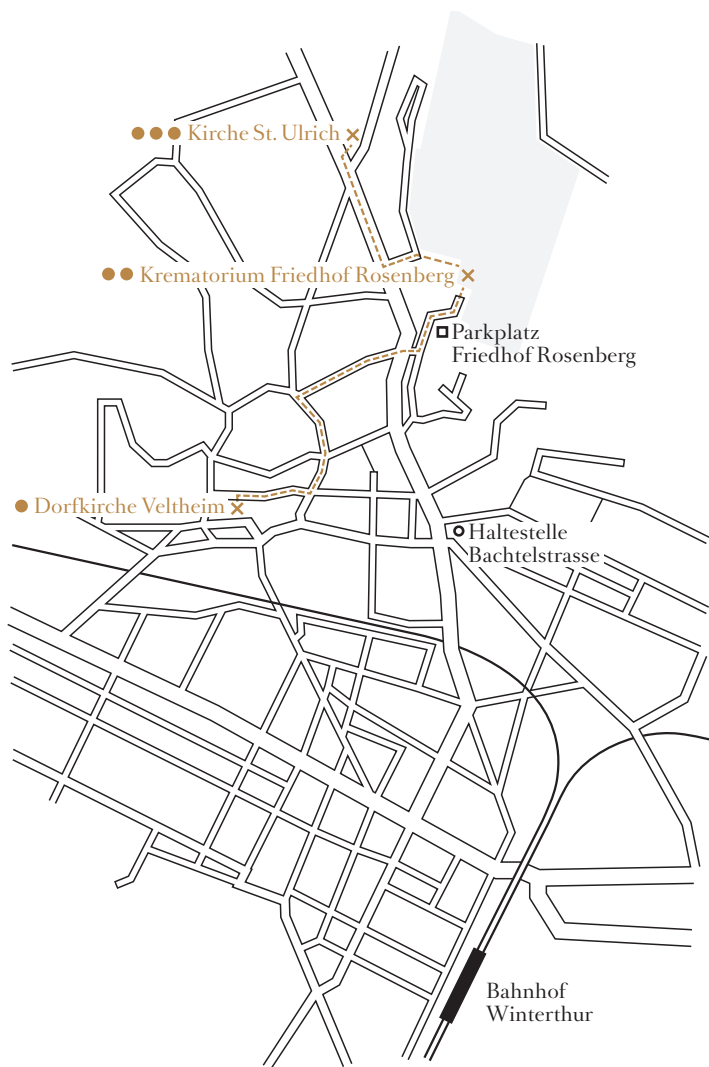 Kirche St. Ulrich
Krematorium Friedhof Rosenberg
Parkplatz
Friedhof Rosenberg
Dorfkirche Veltheim
Haltestelle
Bachtelstrasse
Bahnhof
Winterthur